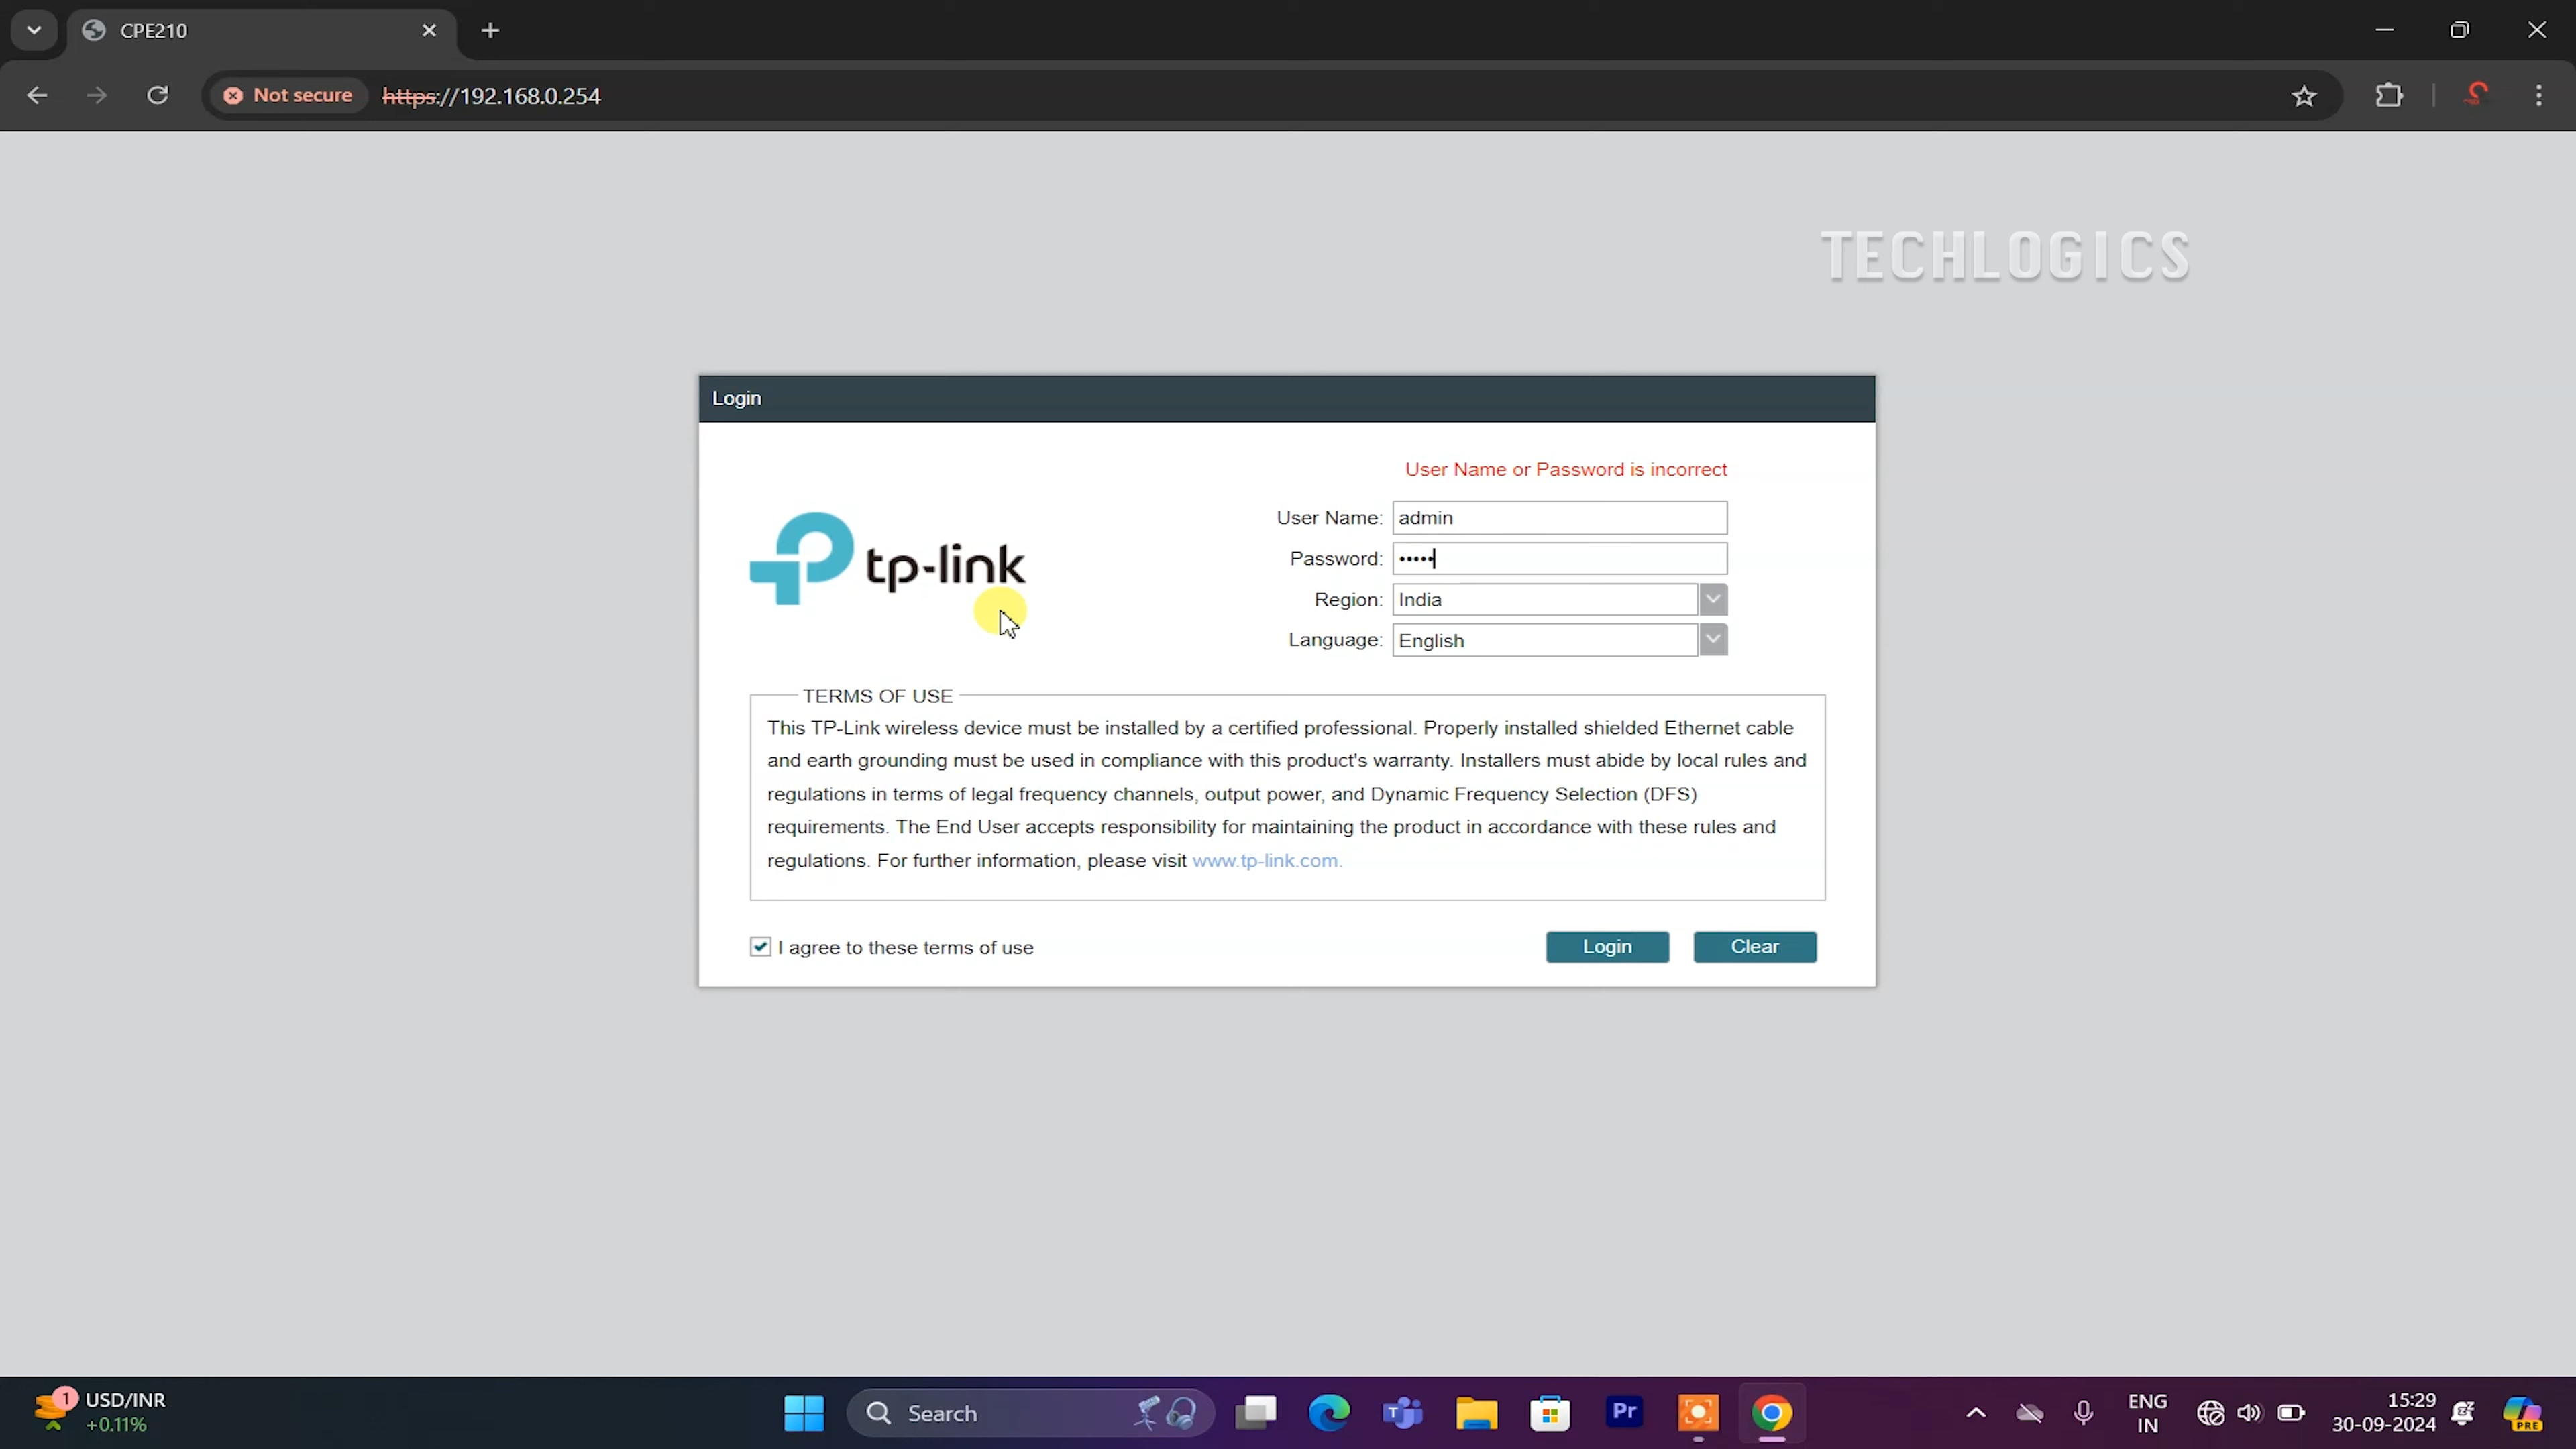 CPE210
Not secure
https://192.168.0.254
TECHLOGICS
Login
User Name or Password is incorrect
User Name: admin
tp-link
Password: •••••
Region: India
Language: English
TERMS OF USE
This TP-Link wireless device must be installed by a certified professional. Properly installed shielded Ethernet cable
and earth grounding must be used in compliance with this product's warranty. Installers must abide by local rules and
regulations in terms of legal frequency channels, output power, and Dynamic Frequency Selection (DFS)
requirements. The End User accepts responsibility for maintaining the product in accordance with these rules and
regulations. For further information, please visit www.tp-link.com.
I agree to these terms of use
Login
Clear
1
USD/INR
+0.11%
Search
T
Pr
ENG
IN
15:29
30-09-2024
PRE